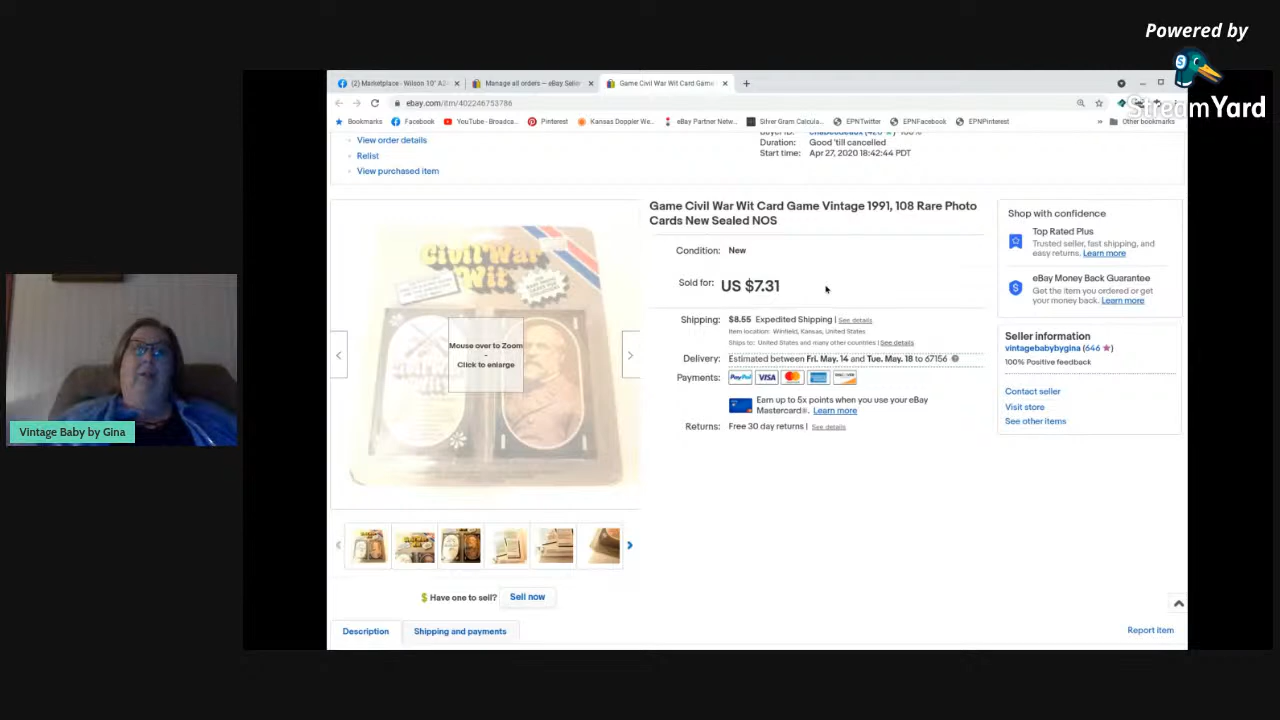 Powered by
StreamYard
(2) Marketplace - Wilson 10" A2
Manage all orders – eBay Seller
Game Civil War Wit Card Game
ebay.com/itm/402246753786
Bookmarks
Facebook
YouTube - Broadca...
Pinterest
Kansas Doppler We...
eBay Partner Netw...
Silver Gram Calcula...
EPNTwitter
EPNFacebook
EPNPinterest
Other bookmarks
View order details
Relist
View purchased item
Duration: Good 'till cancelled
Start time: Apr 27, 2020 18:42:44 PDT
Game Civil War Wit Card Game Vintage 1991, 108 Rare Photo
Cards New Sealed NOS
Condition: New
Sold for: US $7.31
Shipping: $8.55 Expedited Shipping | See details
Item location: Winfield, Kansas, United States
Ships to: United States and many other countries | See details
Delivery: Estimated between Fri. May. 14 and Tue. May. 18 to 67156
Payments: PayPal VISA
Earn up to 5x points when you use your eBay
Mastercard®. Learn more
Returns: Free 30 day returns | See details
Shop with confidence
Top Rated Plus
Trusted seller, fast shipping, and
easy returns. Learn more
eBay Money Back Guarantee
Get the item you ordered or get
your money back. Learn more
Seller information
vintagebabybygina (646)
100% Positive feedback
Contact seller
Visit store
See other items
Civil War
Wit
Mouse over to Zoom
-
Click to enlarge
Vintage Baby by Gina
Have one to sell? Sell now
Description
Shipping and payments
Report item